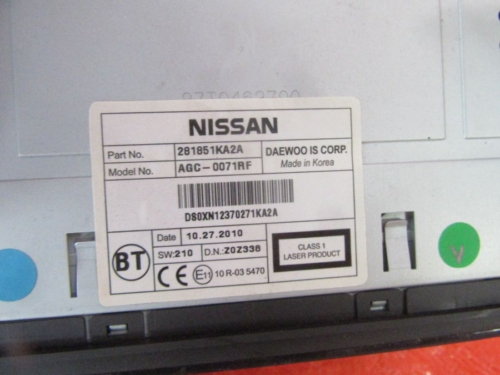 NISSAN
Part No. 281851KA2A DAEWOO IS CORP.
Model No. AGC-0071RF Made in Korea
DS0XN12370271KA2A
BT Date 10.27.2010
SW:210 D.N.:Z0Z336
CE E11 10 R-03 5470
CLASS 1
LASER PRODUCT